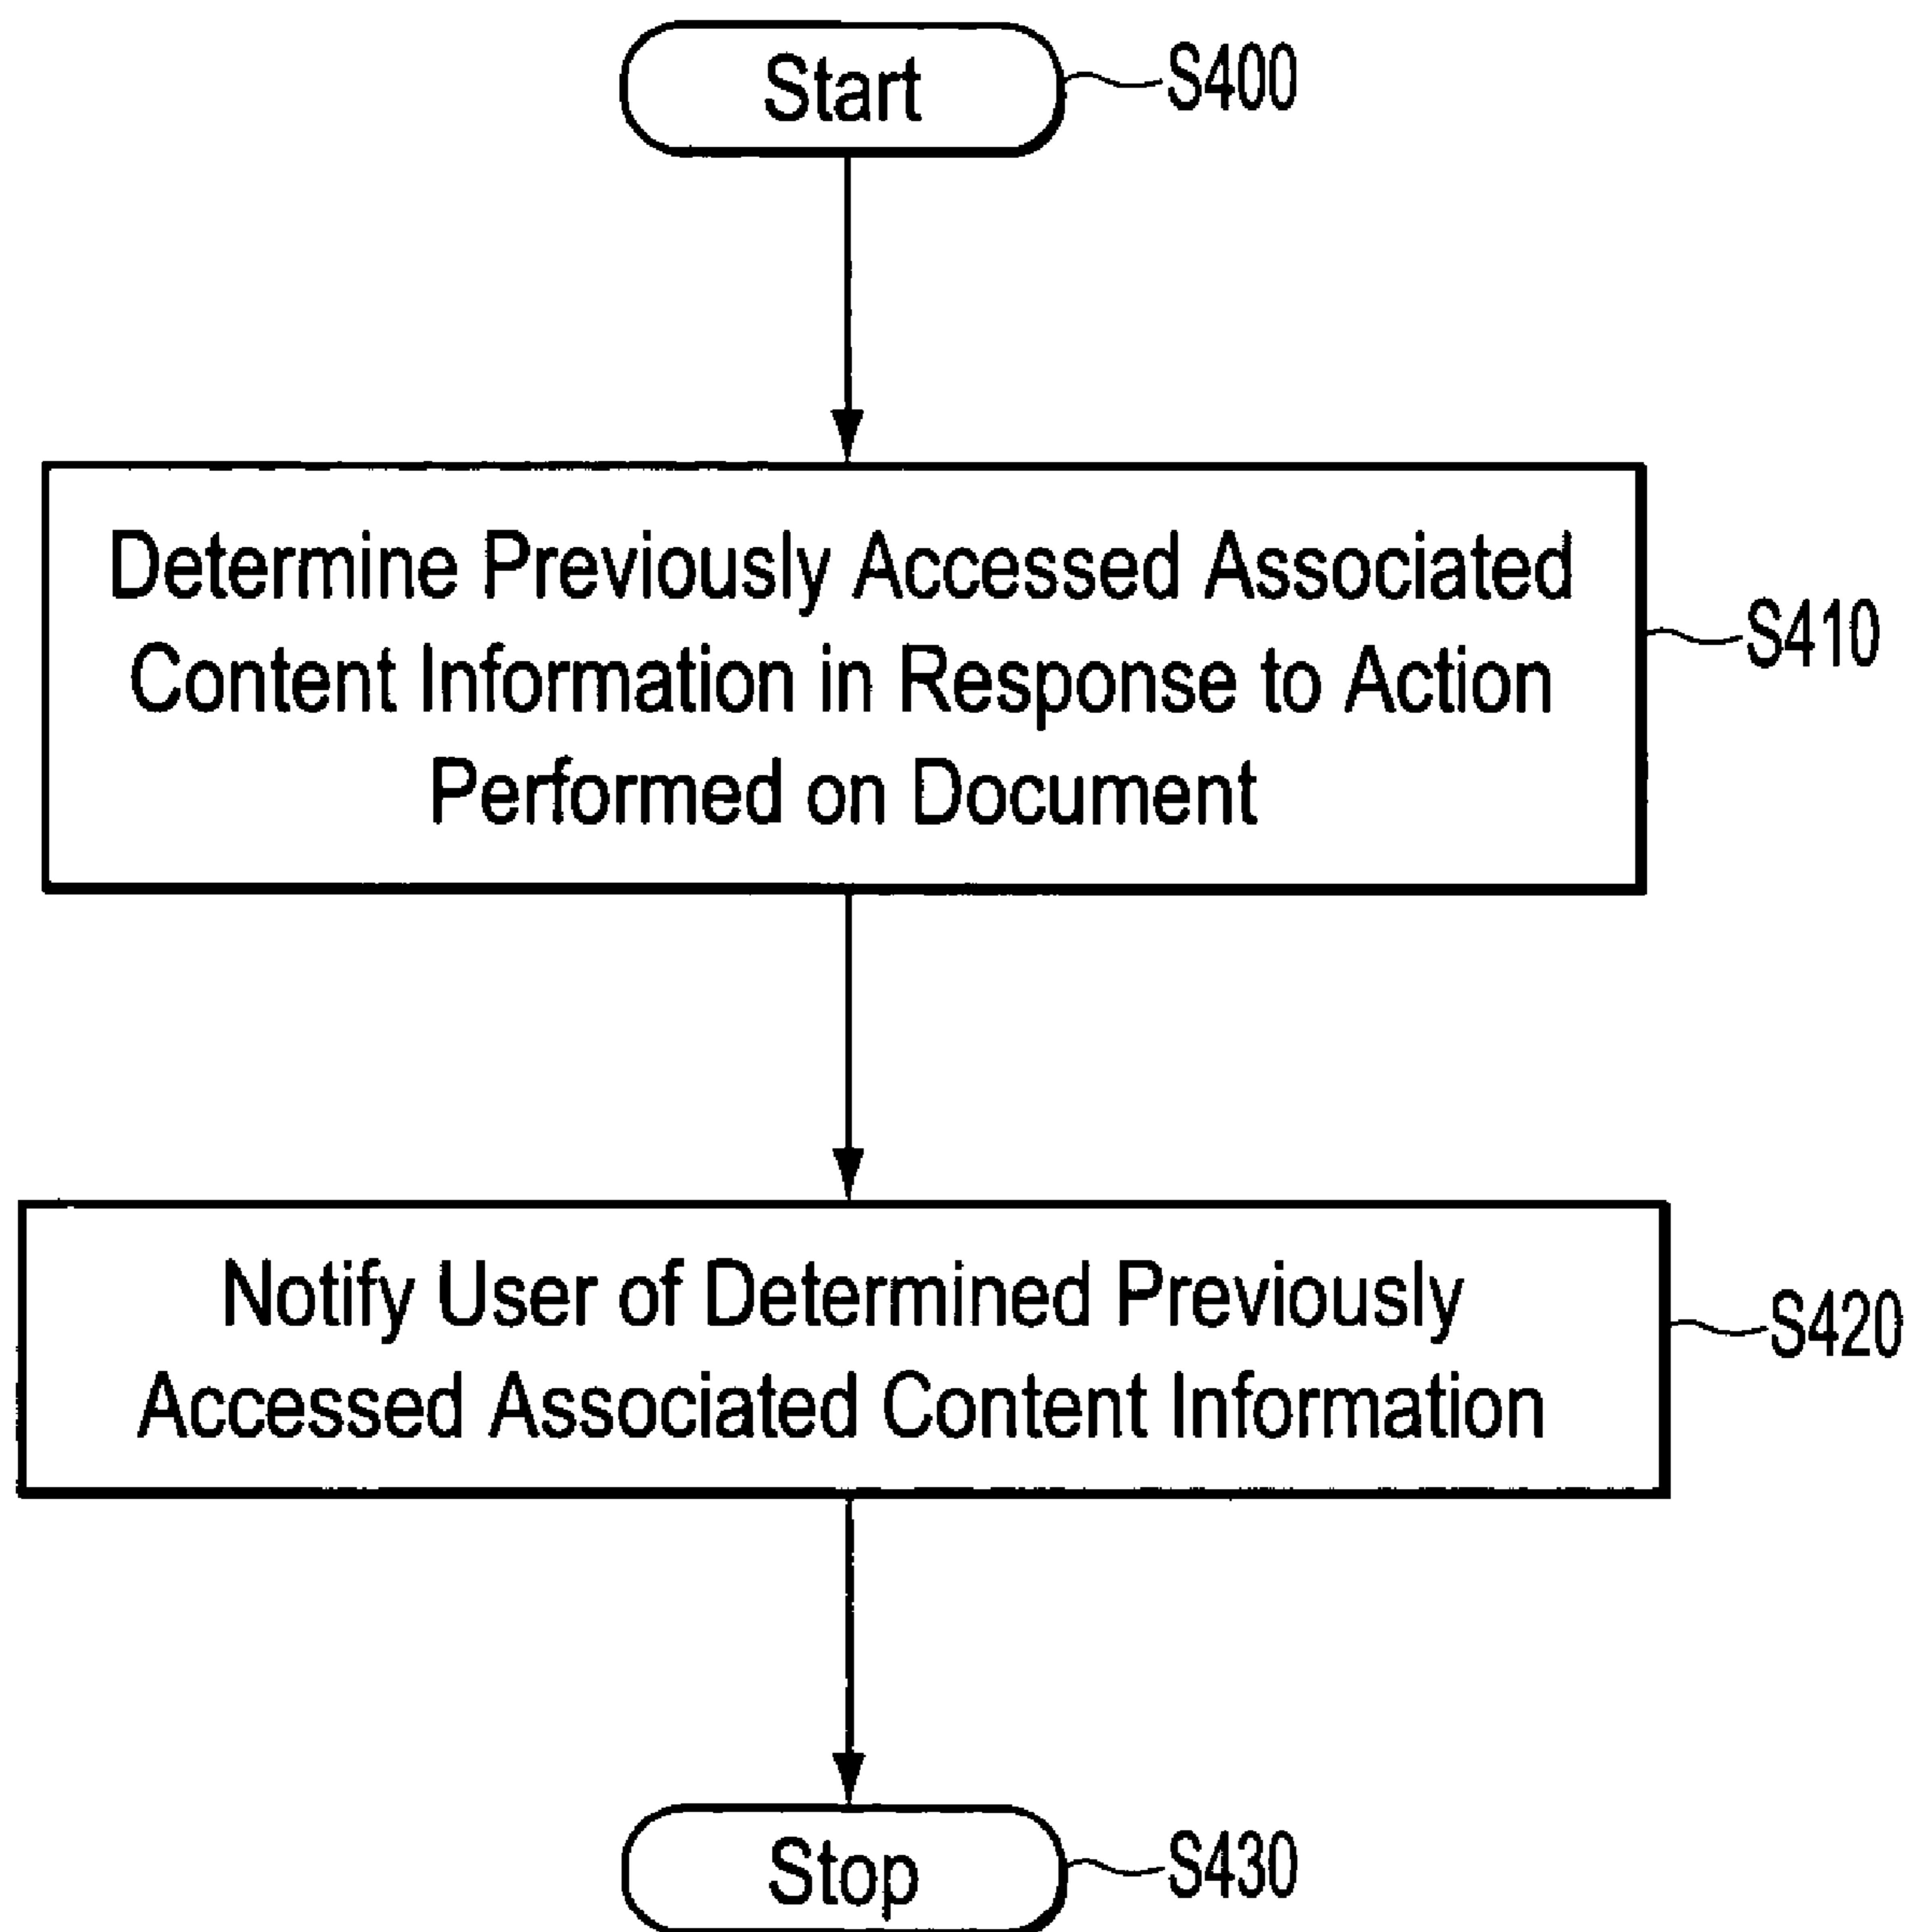 Start
S400
Determine Previously Accessed Associated
Content Information in Response to Action
Performed on Document
S410
Notify User of Determined Previously
Accessed Associated Content Information
S420
Stop
S430